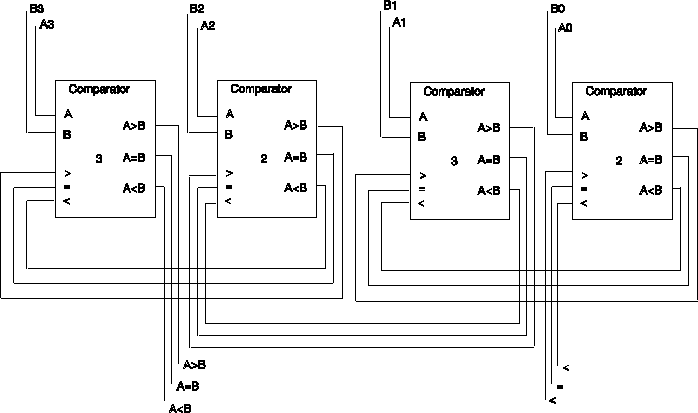 B3
A3
B2
A2
B1
A1
B0
A0
Comparator
A
B
3
>
=
<
A>B
A=B
A<B
Comparator
A
B
2
>
=
<
A>B
A=B
A<B
Comparator
A
B
3
>
=
<
A>B
A=B
A<B
Comparator
A
B
2
>
=
<
A>B
A=B
A<B
A>B
A=B
A<B
<
=
<